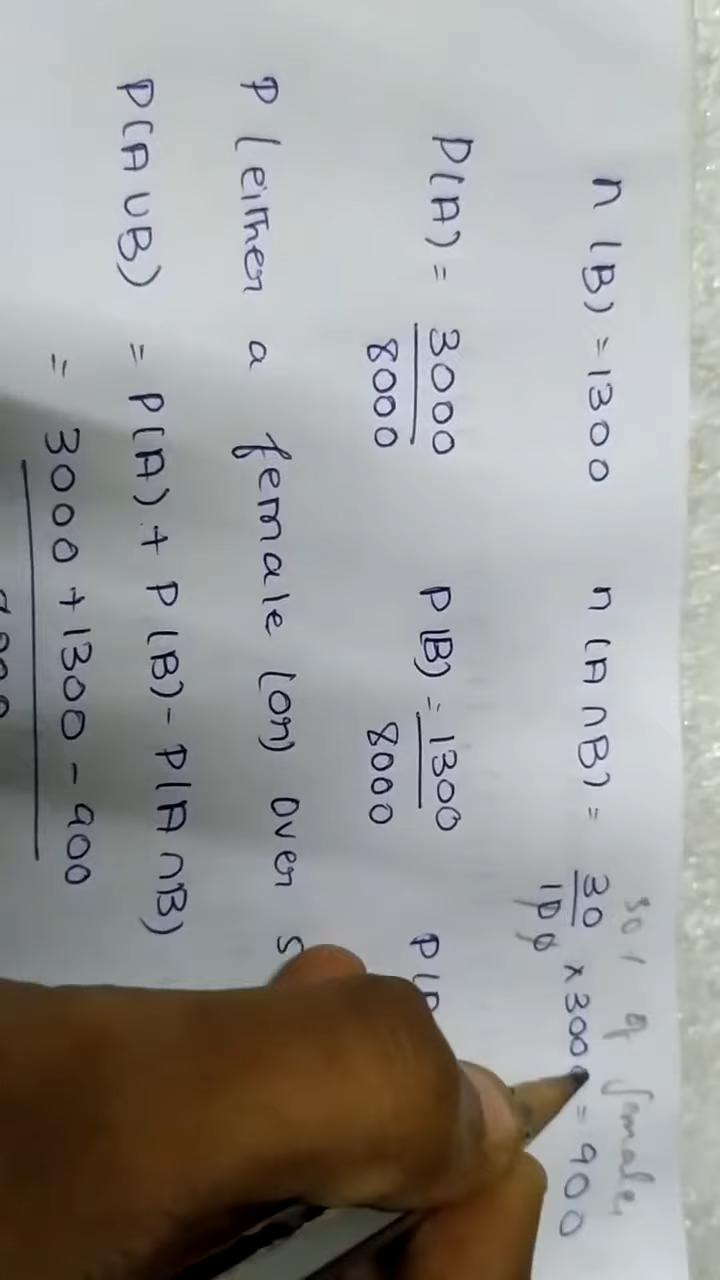 30% of female
n(B) = 1300 n(A∩B) = 30/100 × 3000 = 900
P(A) = 3000/8000 P(B) = 1300/8000
P(either a female (or) over
P(A∪B) = P(A) + P(B) - P(A∩B)
= 3000 + 1300 - 900